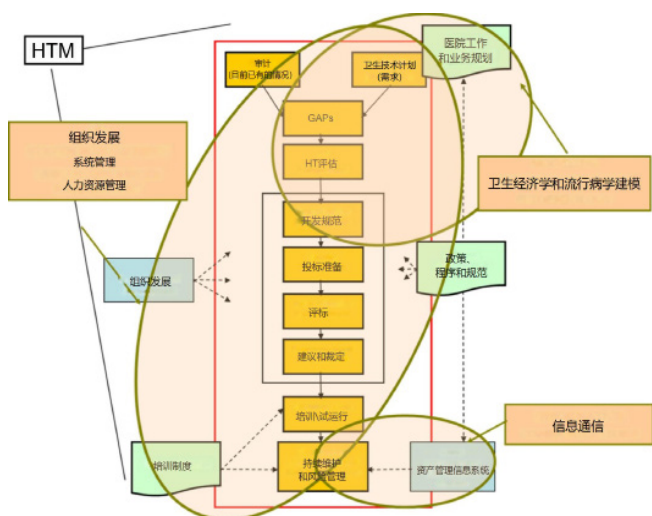 HTM
医院工作
和业务规划
审计
(目前已有的情况)
卫生技术计划
(需求)
GAPs
组织发展
系统管理
人力资源管理
HT评估
卫生经济学和流行病学建模
开发规范
投标准备
政策、
程序和规范
组织发展
评标
建议和裁定
培训\试运行
信息通信
培训制度
持续维护
和风险管理
资产管理信息系统